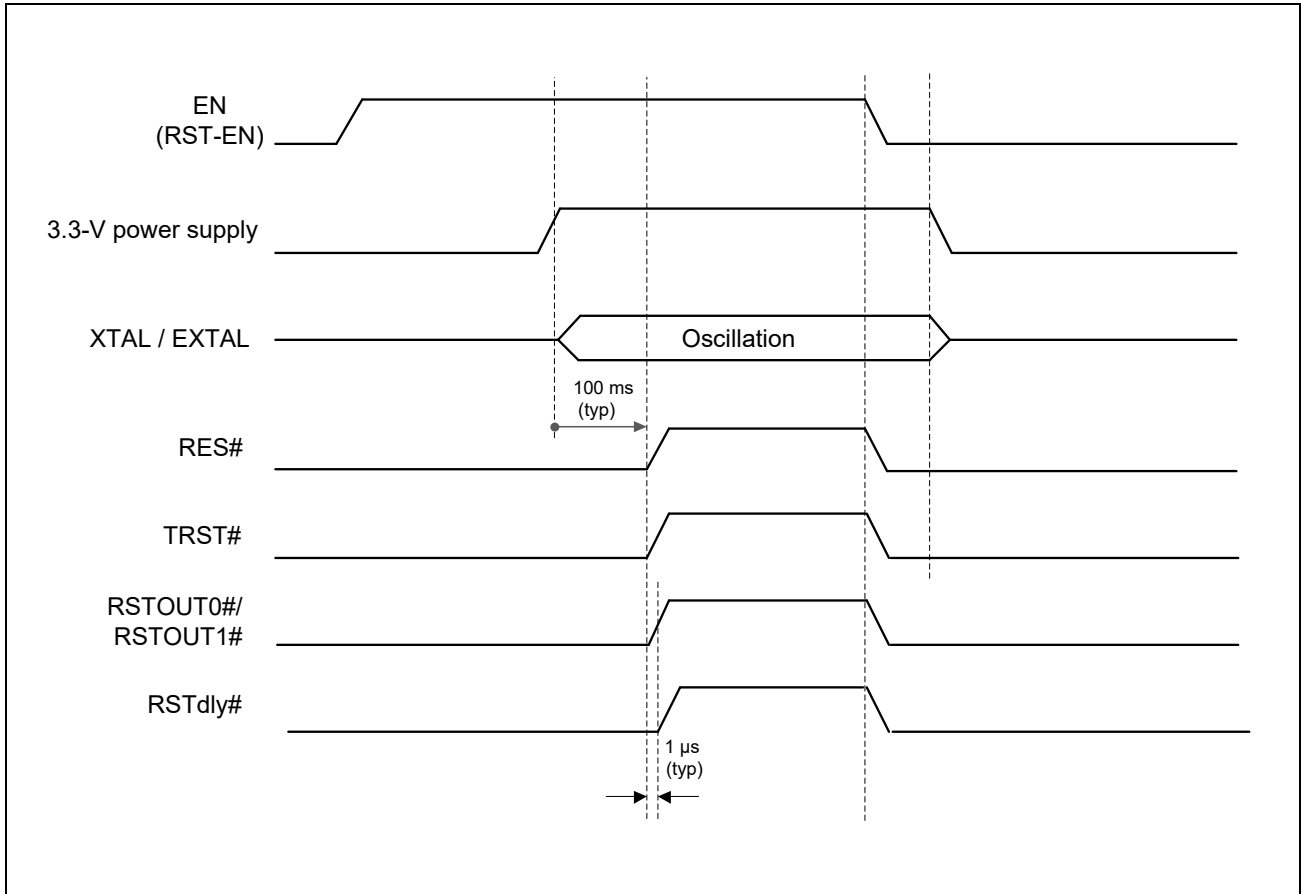 EN
(RST-EN)
3.3-V power supply
XTAL / EXTAL
Oscillation
100 ms
(typ)
RES#
TRST#
RSTOUT0#/
RSTOUT1#
RSTdly#
1 µs
(typ)